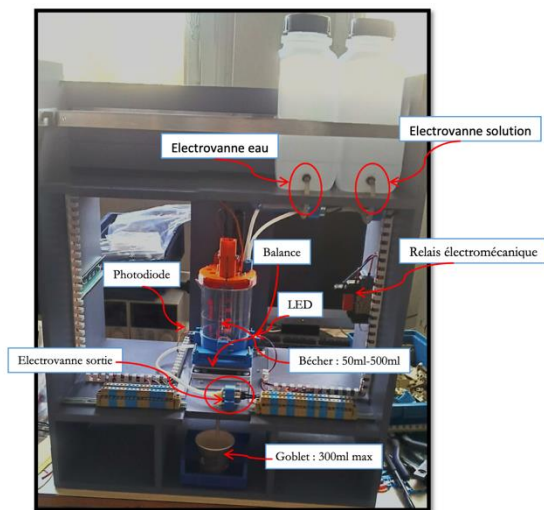 Electrovanne eau
Electrovanne solution
Balance
Relais électromécanique
Photodiode
LED
Electrovanne sortie
Bécher : 50ml-500ml
Goblet : 300ml max